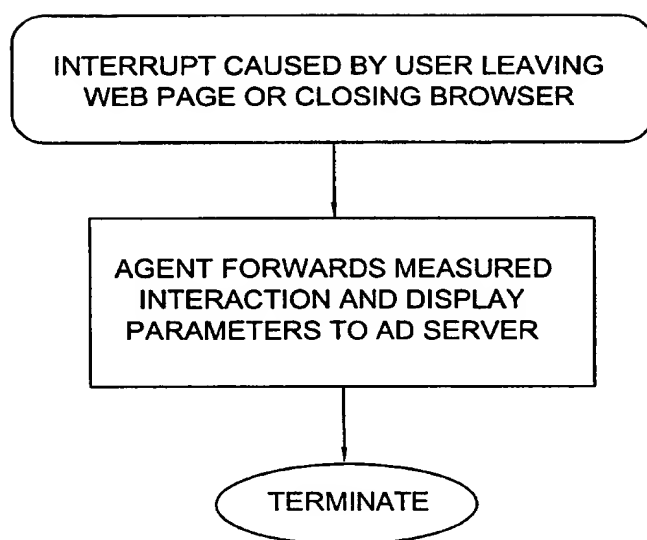 INTERRUPT CAUSED BY USER LEAVING
WEB PAGE OR CLOSING BROWSER
AGENT FORWARDS MEASURED
INTERACTION AND DISPLAY
PARAMETERS TO AD SERVER
TERMINATE